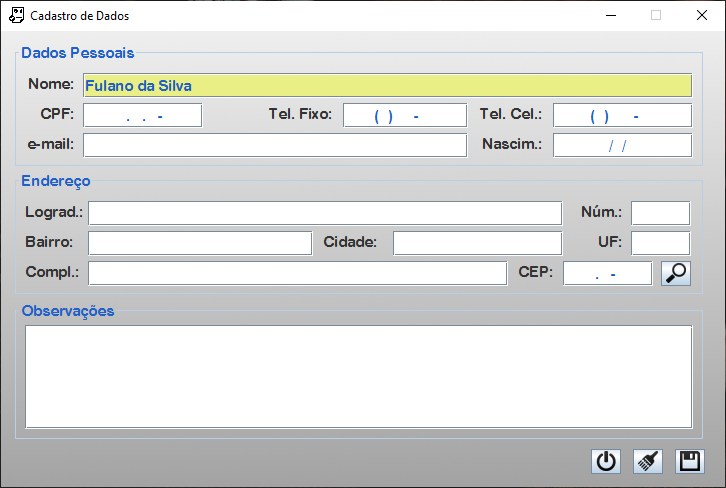 Cadastro de Dados
Dados Pessoais
Nome: Fulano da Silva
CPF: . . - Tel. Fixo: ( ) - Tel. Cel.: ( ) -
e-mail: Nascim.: / /
Endereço
Lograd.: Núm.:
Bairro: Cidade: UF:
Compl.: CEP: . -
Observações